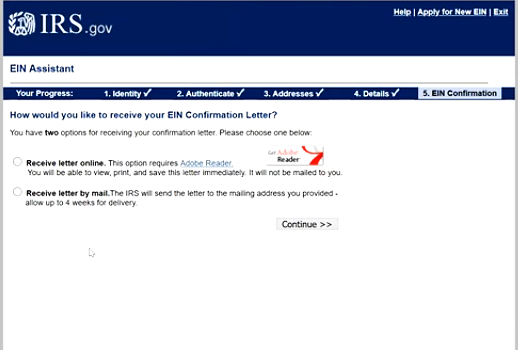 IRS.gov
Help | Apply for New EIN | Exit
EIN Assistant
Your Progress: 1. Identity ✓ 2. Authenticate ✓ 3. Addresses ✓ 4. Details ✓ 5. EIN Confirmation
How would you like to receive your EIN Confirmation Letter?
You have two options for receiving your confirmation letter. Please choose one below:
Get Adobe
Reader
Receive letter online. This option requires Adobe Reader.
You will be able to view, print, and save this letter immediately. It will not be mailed to you.
Receive letter by mail.The IRS will send the letter to the mailing address you provided -
allow up to 4 weeks for delivery.
Continue >>